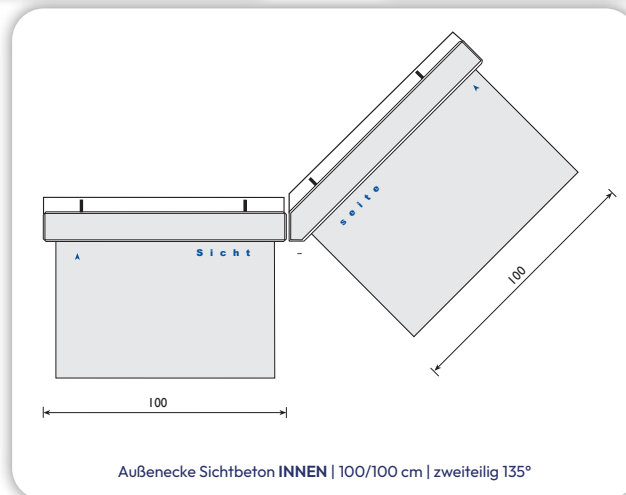 Sicht
seite
100
100
Außenecke Sichtbeton INNEN | 100/100 cm | zweiteilig 135°